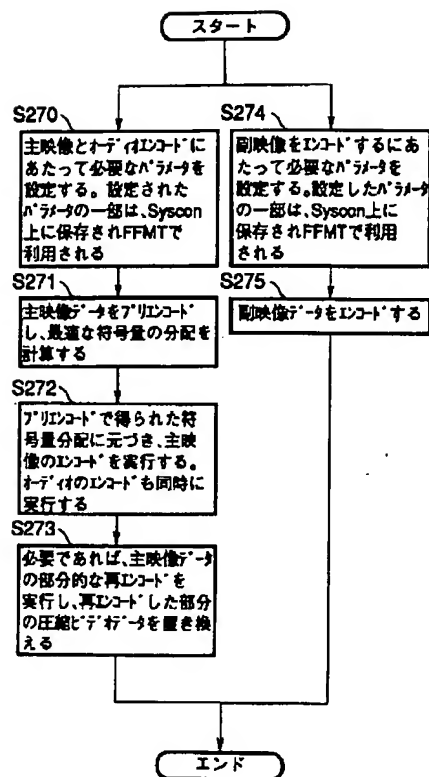 スタート
S270
主映像とオーディオエンコードに
あたって必要なパラメータを
設定する。設定された
パラメータの一部は、Syscon
上に保存されFFMTで
利用される
S271
主映像データをプリエンコード
し、最適な符号量の分配を
計算する
S272
プリエンコードで得られた符
号量分配に元づき、主映
像のエンコードを実行する。
オーディオのエンコードも同時に
実行する
S273
必要であれば、主映像データ
の部分的な再エンコードを
実行し、再エンコードした部分
の圧縮ビデオデータを置き換
える
S274
副映像をエンコードするにあ
たって必要なパラメータを
設定する。設定したパラメータ
の一部は、Syscon上に
保存されFFMTで利用
される
S275
副映像データをエンコードする
エンド